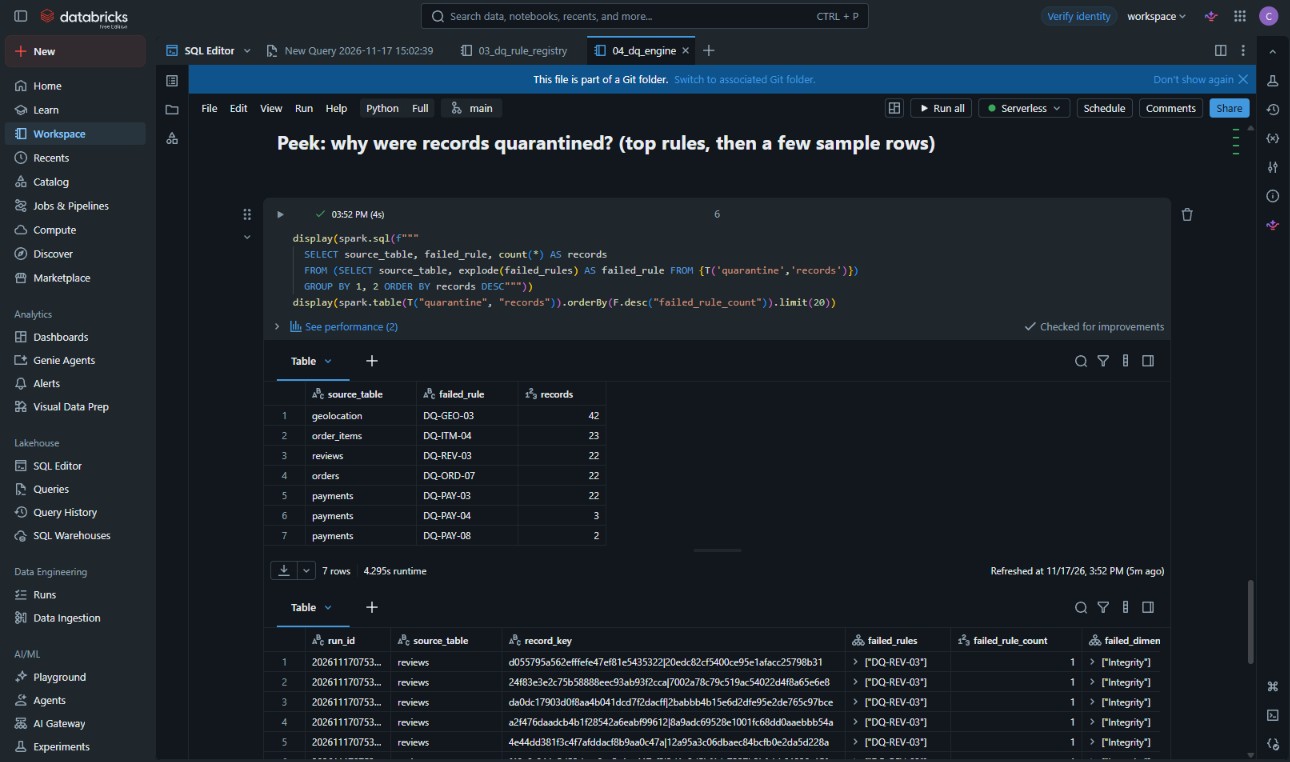 databricks
Free Edition
Search data, notebooks, recents, and more... CTRL + P
Verify identity workspace C
New
Home
Learn
Workspace
Recents
Catalog
Jobs & Pipelines
Compute
Discover
Marketplace
Analytics
Dashboards
Genie Agents
Alerts
Visual Data Prep
Lakehouse
SQL Editor
Queries
Query History
SQL Warehouses
Data Engineering
Runs
Data Ingestion
AI/ML
Playground
Agents
AI Gateway
Experiments
SQL Editor New Query 2026-11-17 15:02:39 03_dq_rule_registry 04_dq_engine
This file is part of a Git folder. Switch to associated Git folder. Don't show again
File Edit View Run Help Python Full main Run all Serverless Schedule Comments Share
Peek: why were records quarantined? (top rules, then a few sample rows)
03:52 PM (4s) 6
display(spark.sql(f"""
SELECT source_table, failed_rule, count(*) AS records
FROM (SELECT source_table, explode(failed_rules) AS failed_rule FROM {T('quarantine','records')})
GROUP BY 1, 2 ORDER BY records DESC"""))
display(spark.table(T("quarantine", "records")).orderBy(F.desc("failed_rule_count")).limit(20))
See performance (2) Checked for improvements
Table
source_table failed_rule records
1 geolocation DQ-GEO-03 42
2 order_items DQ-ITM-04 23
3 reviews DQ-REV-03 22
4 orders DQ-ORD-07 22
5 payments DQ-PAY-03 22
6 payments DQ-PAY-04 3
7 payments DQ-PAY-08 2
7 rows 4.295s runtime Refreshed at 11/17/26, 3:52 PM (5m ago)
Table
run_id source_table record_key failed_rules failed_rule_count failed_dimen
1 202611170753... reviews d055795a562efffefe47ef81e5435322|20edc82cf5400ce95e1afacc25798b31 ["DQ-REV-03"] 1 ["Integrity"]
2 202611170753... reviews 24f83e3e2c75b58888eec93ab93f2cca|7002a78c79c519ac54022d4f8a65e6e8 ["DQ-REV-03"] 1 ["Integrity"]
3 202611170753... reviews da0dc17903d0f8aa4b041dcd7f2dacff|2babbb4b15e6d2dfe95e2de765c97bce ["DQ-REV-03"] 1 ["Integrity"]
4 202611170753... reviews a2f476daadcb4b1f28542a6eabf99612|8a9adc69528e1001fc68dd0aaebbb54a ["DQ-REV-03"] 1 ["Integrity"]
5 202611170753... reviews 4e44dd381f3c4f7afddacf8b9aa0c47a|12a95a3c06dbaec84bcfb0e2da5d228a ["DQ-REV-03"] 1 ["Integrity"]